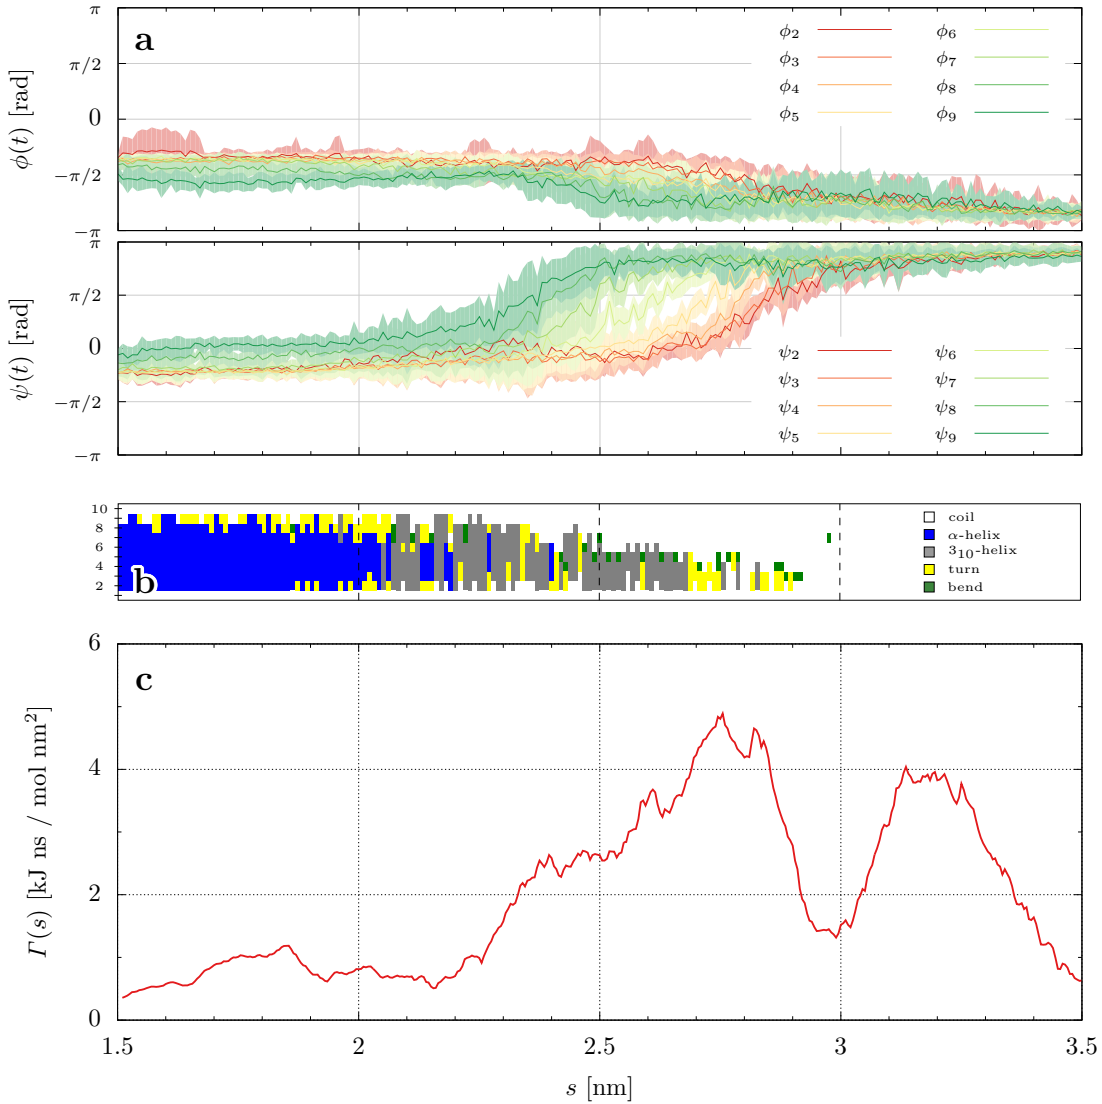 a
ϕ(t) [rad]
π
π/2
0
−π/2
−π
ϕ2 ϕ6
ϕ3 ϕ7
ϕ4 ϕ8
ϕ5 ϕ9
ψ(t) [rad]
π
π/2
0
−π/2
−π
ψ2 ψ6
ψ3 ψ7
ψ4 ψ8
ψ5 ψ9
b
10
8
6
4
2
coil
α-helix
3₁₀-helix
turn
bend
c
Γ(s) [kJ ns / mol nm²]
6
4
2
0
1.5 2 2.5 3 3.5
s [nm]